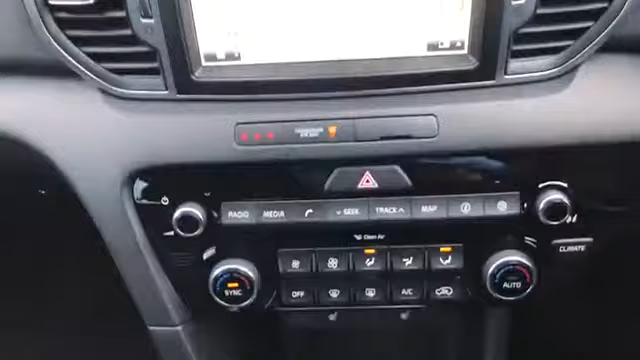 RADIO MEDIA SEEK TRACK MAP
Clean Air
CLIMATE
SYNC
AUTO
OFF A/C